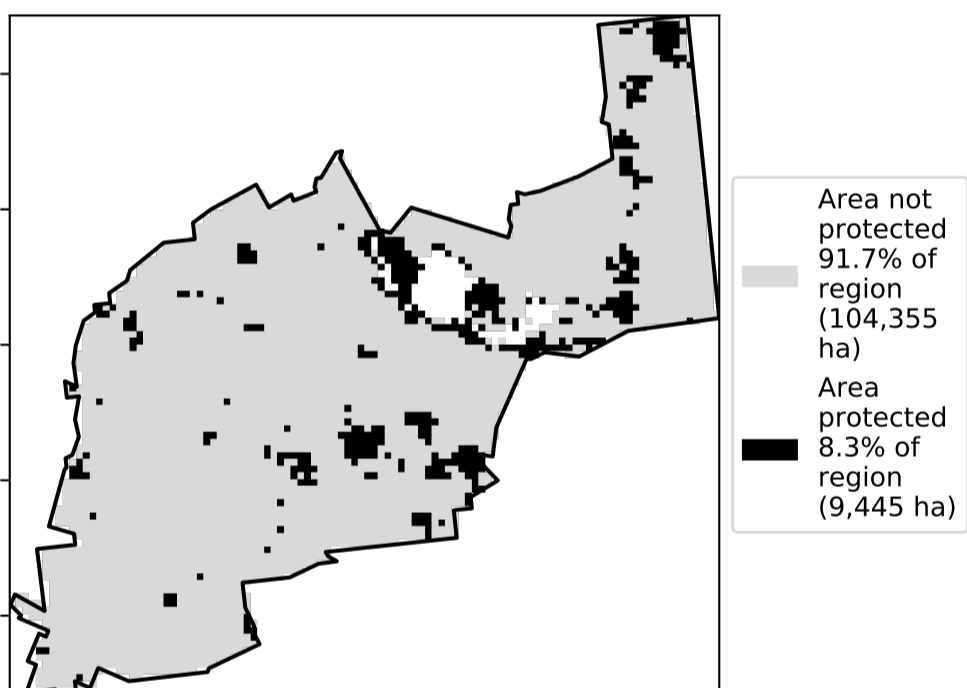 Area not
protected
91.7% of
region
(104,355
ha)
Area
protected
8.3% of
region
(9,445 ha)